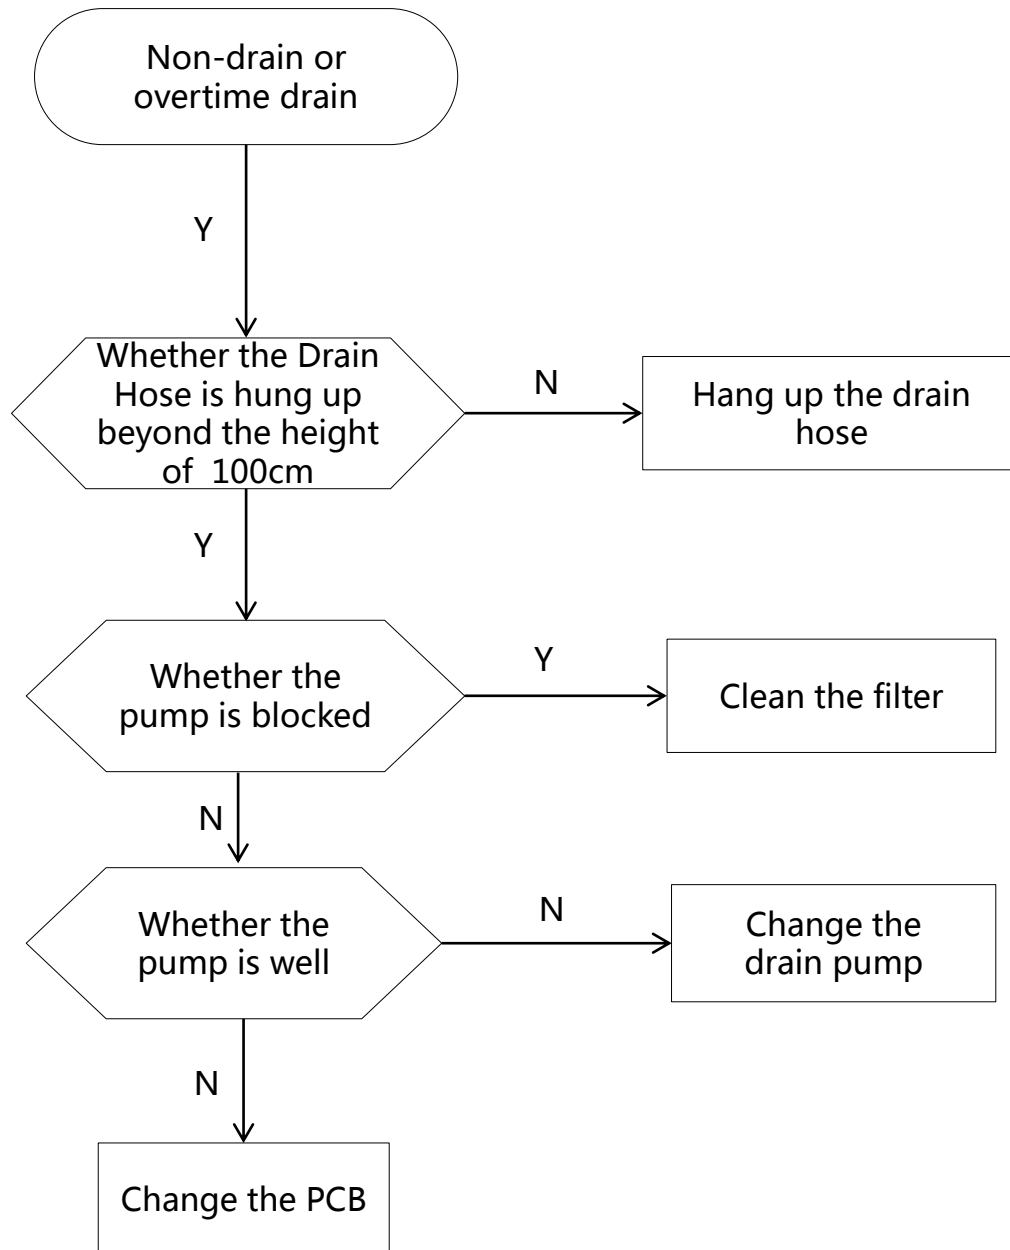 Non-drain or
overtime drain
Y
Whether the Drain
Hose is hung up
beyond the height
of 100cm
N
Hang up the drain
hose
Y
Whether the
pump is blocked
Y
Clean the filter
N
Whether the
pump is well
N
Change the
drain pump
N
Change the PCB